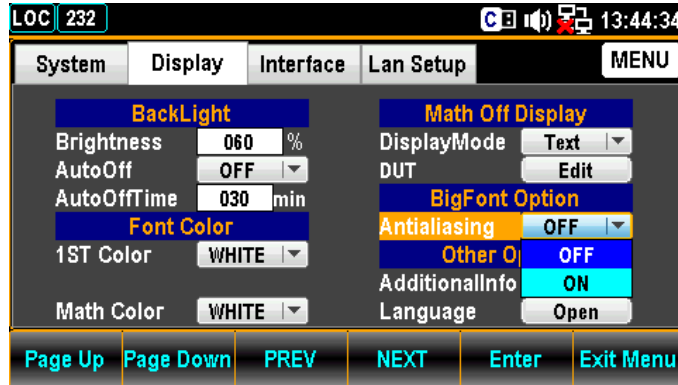 LOC 232 C 13:44:34
System Display Interface Lan Setup MENU
BackLight
Brightness 060 %
AutoOff OFF
AutoOffTime 030 min
Font Color
1ST Color WHITE
Math Color WHITE
Math Off Display
DisplayMode Text
DUT Edit
BigFont Option
Antialiasing OFF
OFF
Other
ON
AdditionalInfo
Language Open
Page Up Page Down PREV NEXT Enter Exit Menu